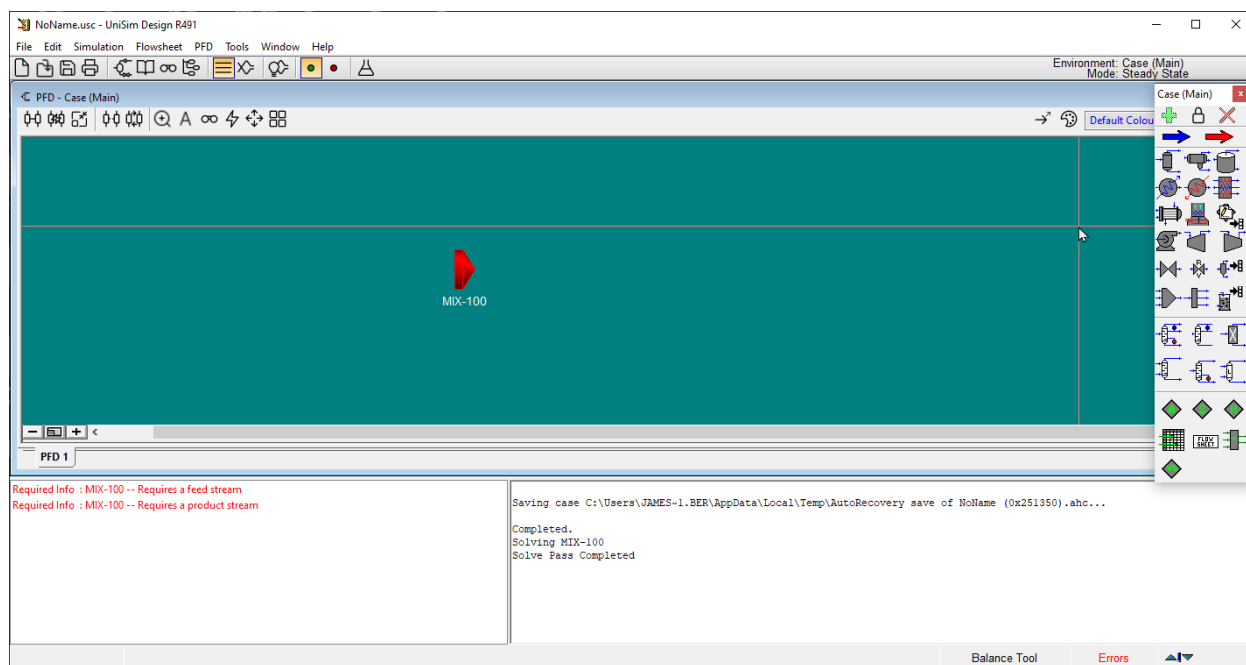 NoName.usc - UniSim Design R491
File Edit Simulation Flowsheet PFD Tools Window Help
Environment: Case (Main)
Mode: Steady State
PFD - Case (Main)
Case (Main)
A
Default Colou
MIX-100
PFD 1
FLOW
SHEET
Required Info : MIX-100 -- Requires a feed stream
Required Info : MIX-100 -- Requires a product stream
Saving case C:\Users\JAMES~1.BER\AppData\Local\Temp\AutoRecovery save of NoName (0x251350).ahc...
Completed.
Solving MIX-100
Solve Pass Completed
Balance Tool
Errors